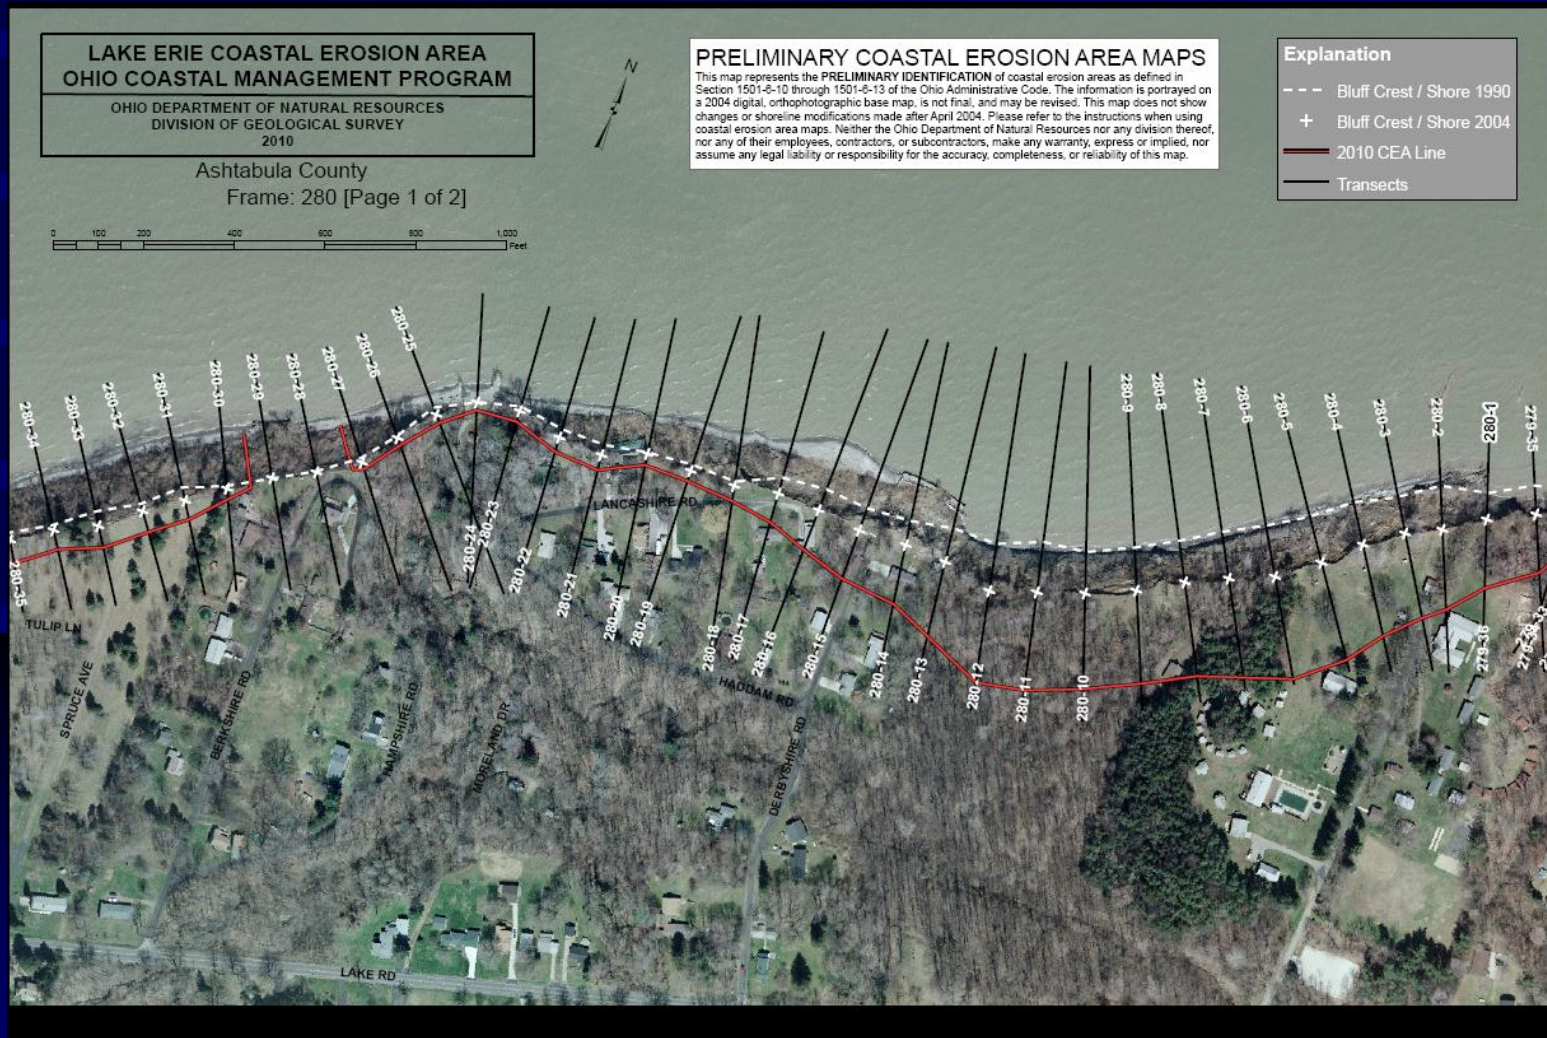 LAKE ERIE COASTAL EROSION AREA
OHIO COASTAL MANAGEMENT PROGRAM
OHIO DEPARTMENT OF NATURAL RESOURCES
DIVISION OF GEOLOGICAL SURVEY
2010
Ashtabula County
Frame: 280 [Page 1 of 2]
0 100 200 400 600 800 1,000
Feet
N
PRELIMINARY COASTAL EROSION AREA MAPS
This map represents the PRELIMINARY IDENTIFICATION of coastal erosion areas as defined in
Section 1501-6-10 through 1501-6-13 of the Ohio Administrative Code. The information is portrayed on
a 2004 digital, orthophotographic base map, is not final, and may be revised. This map does not show
changes or shoreline modifications made after April 2004. Please refer to the instructions when using
coastal erosion area maps. Neither the Ohio Department of Natural Resources nor any division thereof,
nor any of their employees, contractors, or subcontractors, make any warranty, express or implied, nor
assume any legal liability or responsibility for the accuracy, completeness, or reliability of this map.
Explanation
Bluff Crest / Shore 1990
Bluff Crest / Shore 2004
2010 CEA Line
Transects
280-35
280-34
280-33
280-32
280-31
280-30
280-29
280-28
280-27
280-26
280-25
280-24
280-23
280-22
280-21
280-20
280-19
280-18
280-17
280-16
280-15
280-14
280-13
280-12
280-11
280-10
280-9
280-8
280-7
280-6
280-5
280-4
280-3
280-2
280-1
279-35
279-36
TULIP LN
SPRUCE AVE
BERKSHIRE RD
HAMPSHIRE RD
MORELAND DR
LANCASHIRE RD
HADDAM RD
DERBYSHIRE RD
LAKE RD